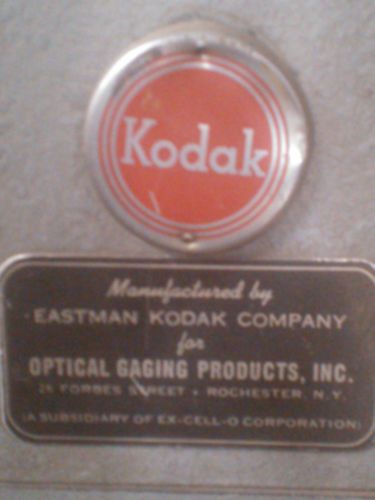 Kodak
Manufactured by
EASTMAN KODAK COMPANY
for
OPTICAL GAGING PRODUCTS, INC.
26 FORBES STREET • ROCHESTER, N.Y.
(A SUBSIDIARY OF EX-CELL-O CORPORATION)